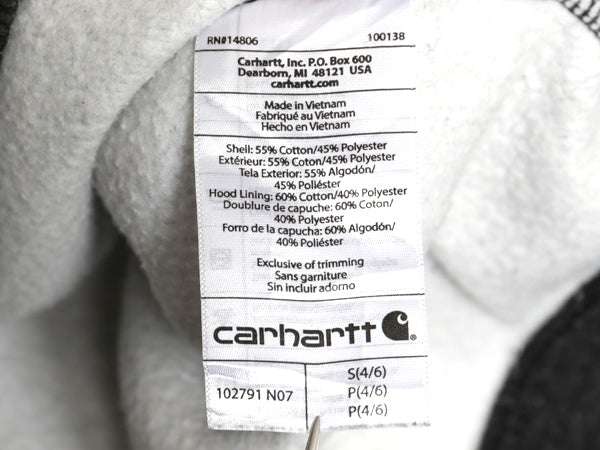 RN#14806 100138
Carhartt, Inc. P.O. Box 600
Dearborn, MI 48121 USA
carhartt.com
Made in Vietnam
Fabriqué au Vietnam
Hecho en Vietnam
Shell: 55% Cotton/45% Polyester
Extérieur: 55% Coton/45% Polyester
Tela Exterior: 55% Algodón/
45% Poliéster
Hood Lining: 60% Cotton/40% Polyester
Doublure de capuche: 60% Coton/
40% Polyester
Forro de la capucha: 60% Algodón/
40% Poliéster
Exclusive of trimming
Sans garniture
Sin incluir adorno
carhartt
102791 N07
S(4/6)
P(4/6)
P(4/6)